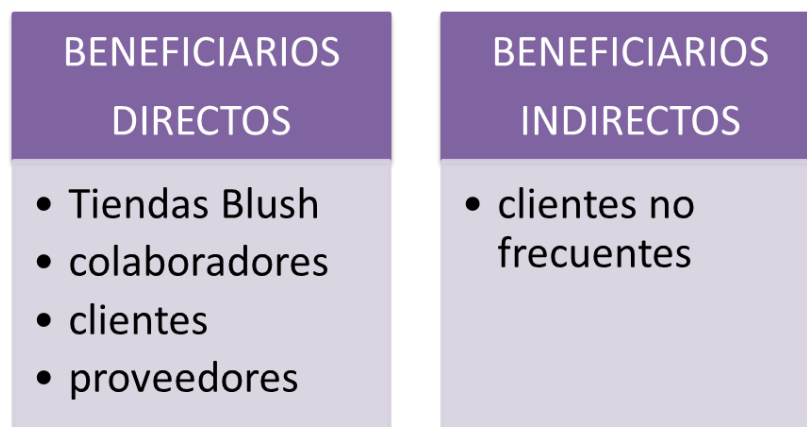 BENEFICIARIOS
DIRECTOS
• Tiendas Blush
• colaboradores
• clientes
• proveedores
BENEFICIARIOS
INDIRECTOS
• clientes no
frecuentes